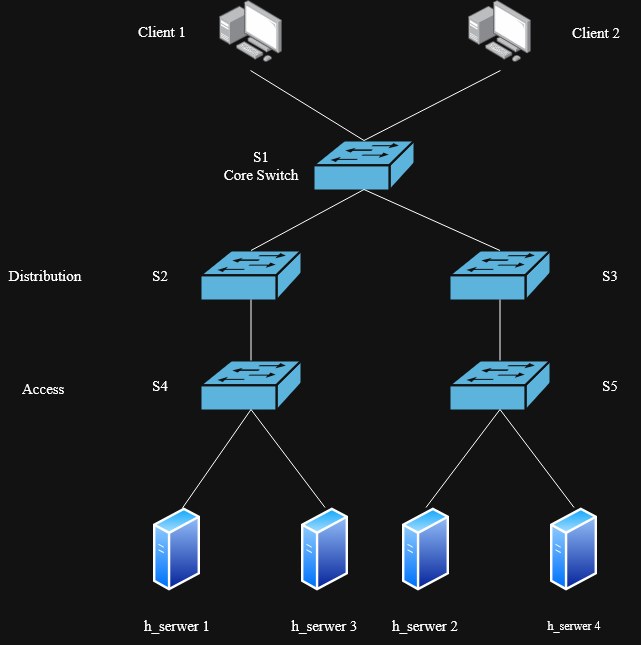 Client 1
Client 2
S1
Core Switch
Distribution
S2
S3
Access
S4
S5
h_serwer 1
h_serwer 3
h_serwer 2
h_serwer 4